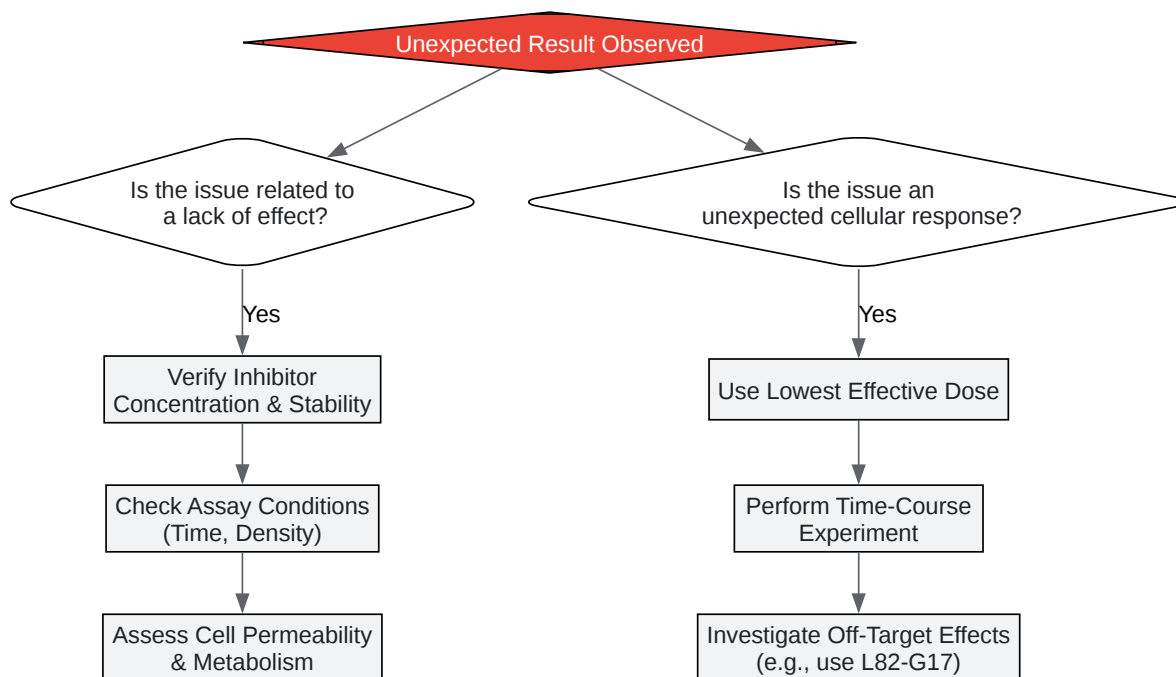 Unexpected Result Observed
Is the issue related to
a lack of effect?
Is the issue an
unexpected cellular response?
Yes
Yes
Verify Inhibitor
Concentration & Stability
Use Lowest Effective Dose
Check Assay Conditions
(Time, Density)
Perform Time-Course
Experiment
Assess Cell Permeability
& Metabolism
Investigate Off-Target Effects
(e.g., use L82-G17)